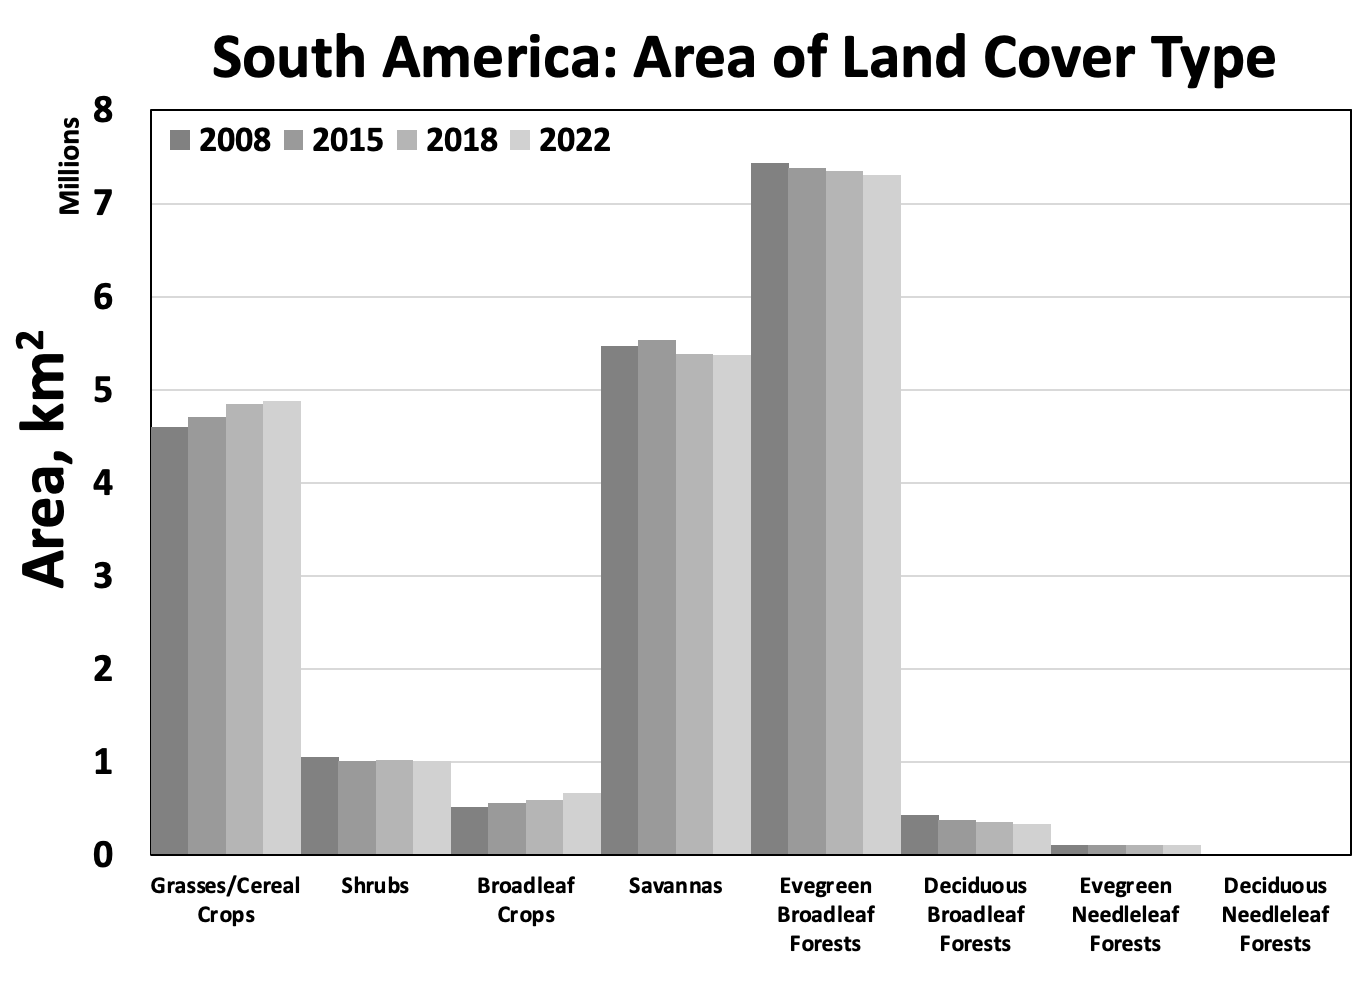 South America: Area of Land Cover Type
Millions
Area, km²
8
7
6
5
4
3
2
1
0
2008 2015 2018 2022
Grasses/Cereal
Crops
Shrubs
Broadleaf
Crops
Savannas
Evegreen
Broadleaf
Forests
Deciduous
Broadleaf
Forests
Evegreen
Needleleaf
Forests
Deciduous
Needleleaf
Forests